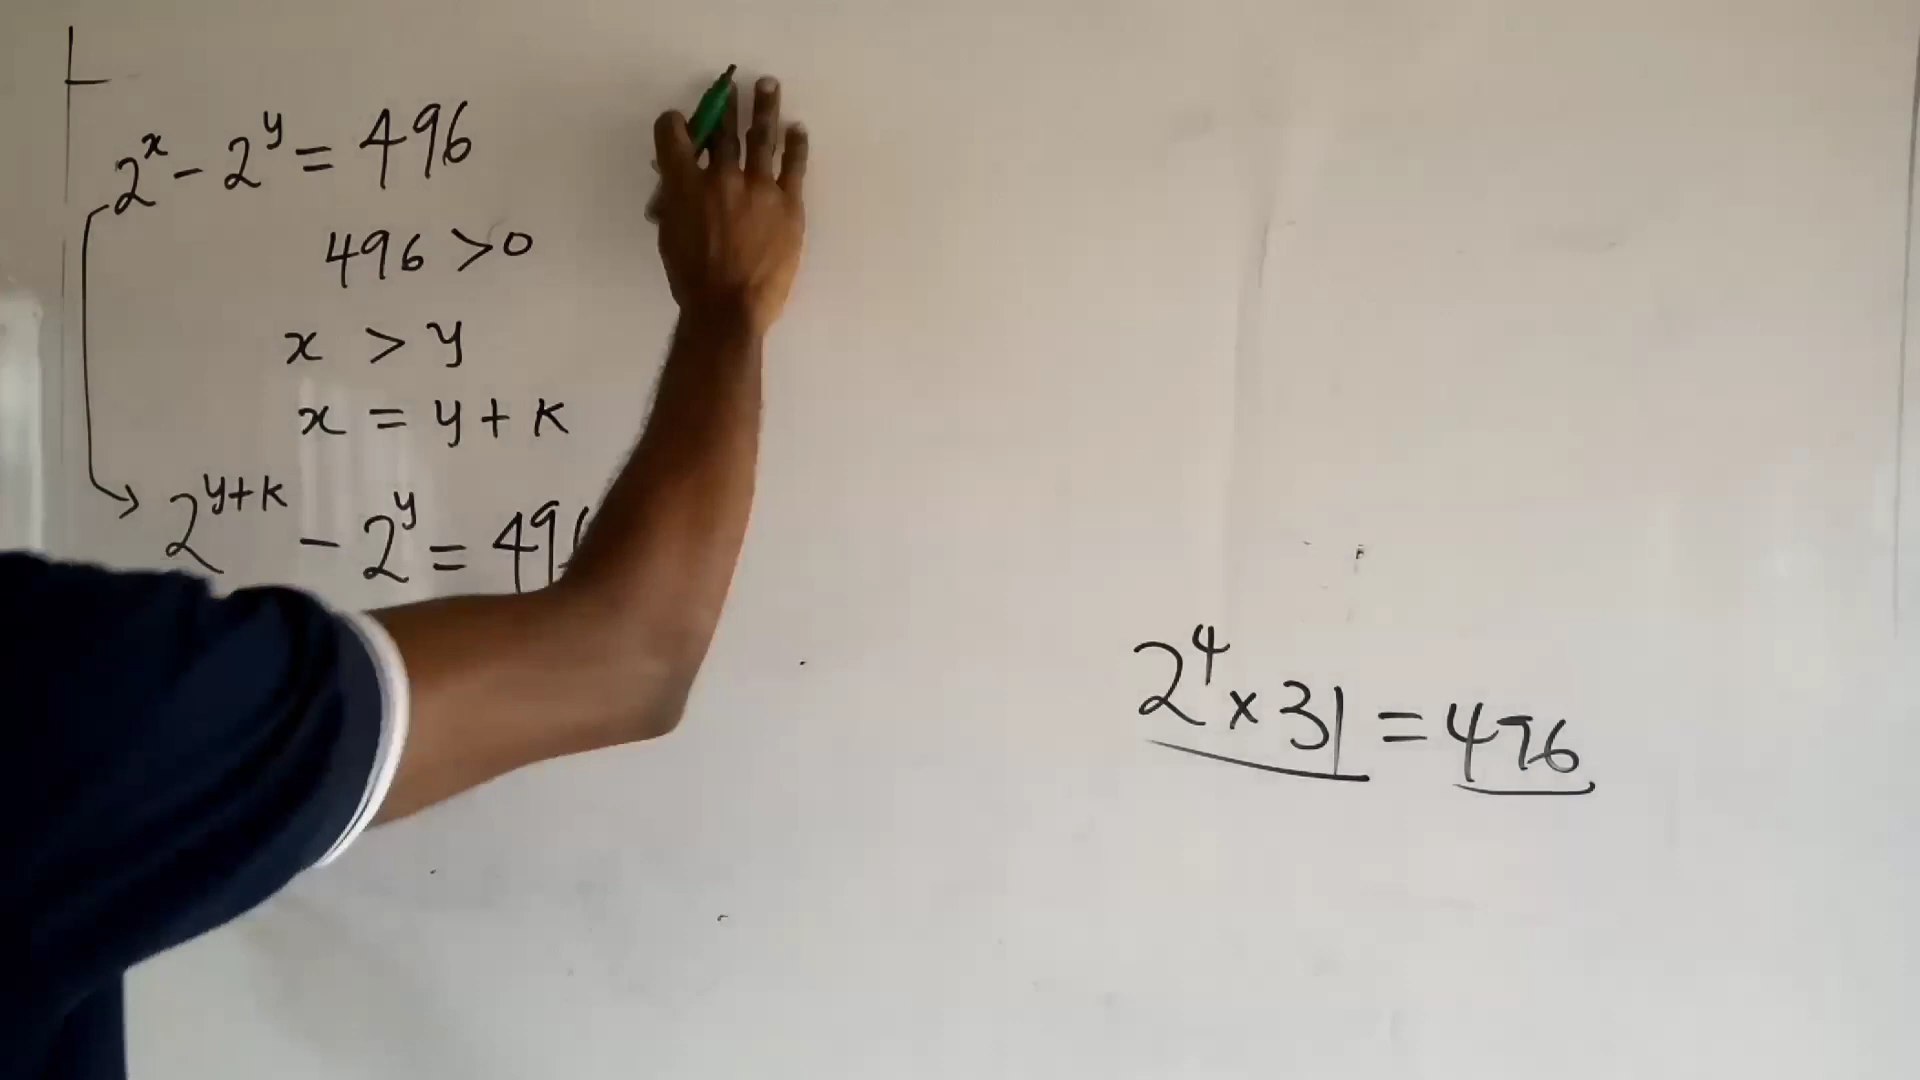 2^x - 2^y = 496
496 > 0
x > y
x = y + k
2^{y+k} - 2^y = 49
2^4 × 31 = 496